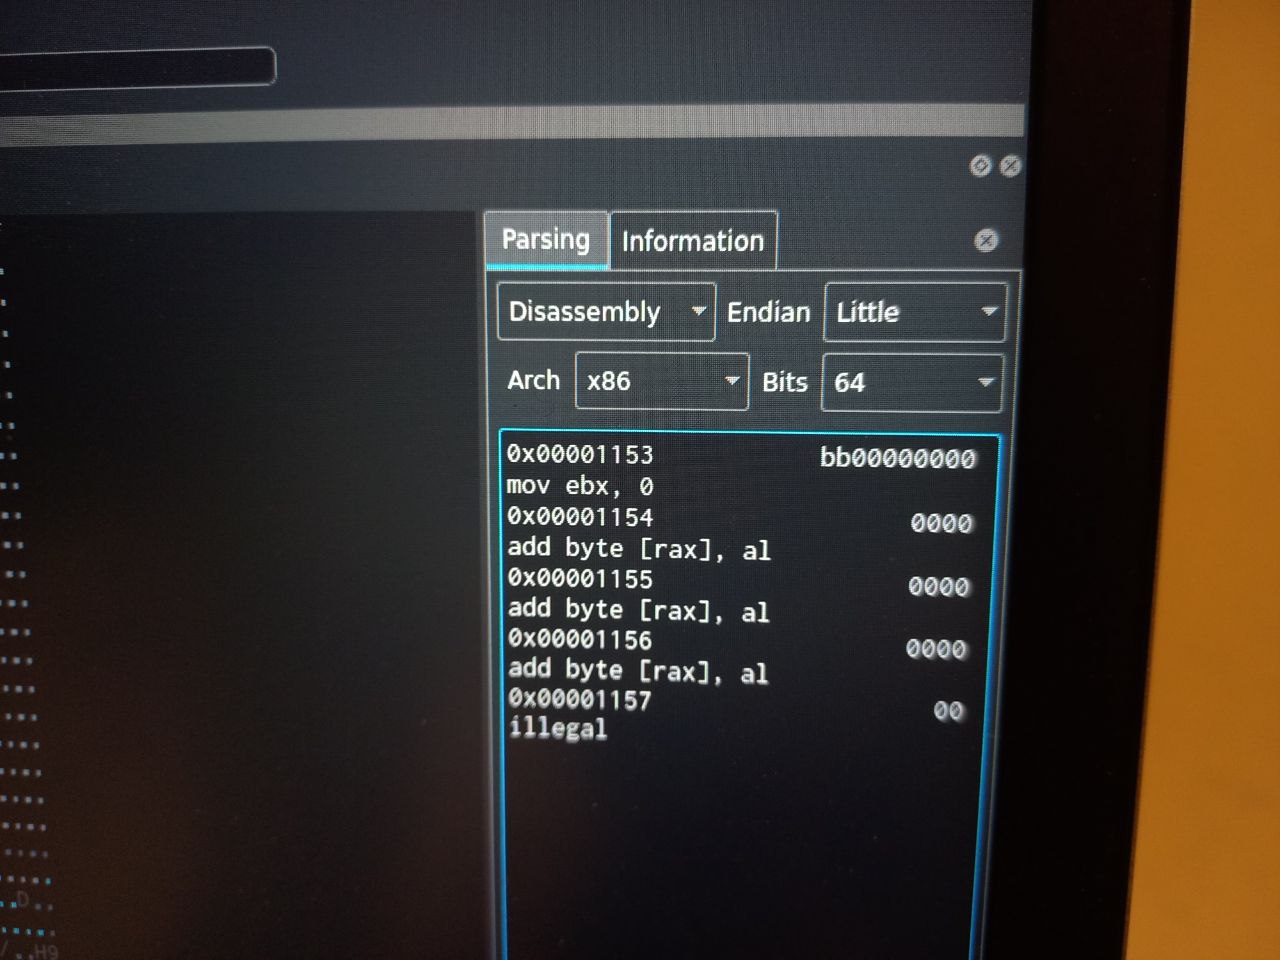 Parsing Information
Disassembly Endian Little
Arch x86 Bits 64
0x00001153 bb00000000
mov ebx, 0
0x00001154 0000
add byte [rax], al
0x00001155 0000
add byte [rax], al
0x00001156 0000
add byte [rax], al
0x00001157 00
illegal
..D..
/.,H9